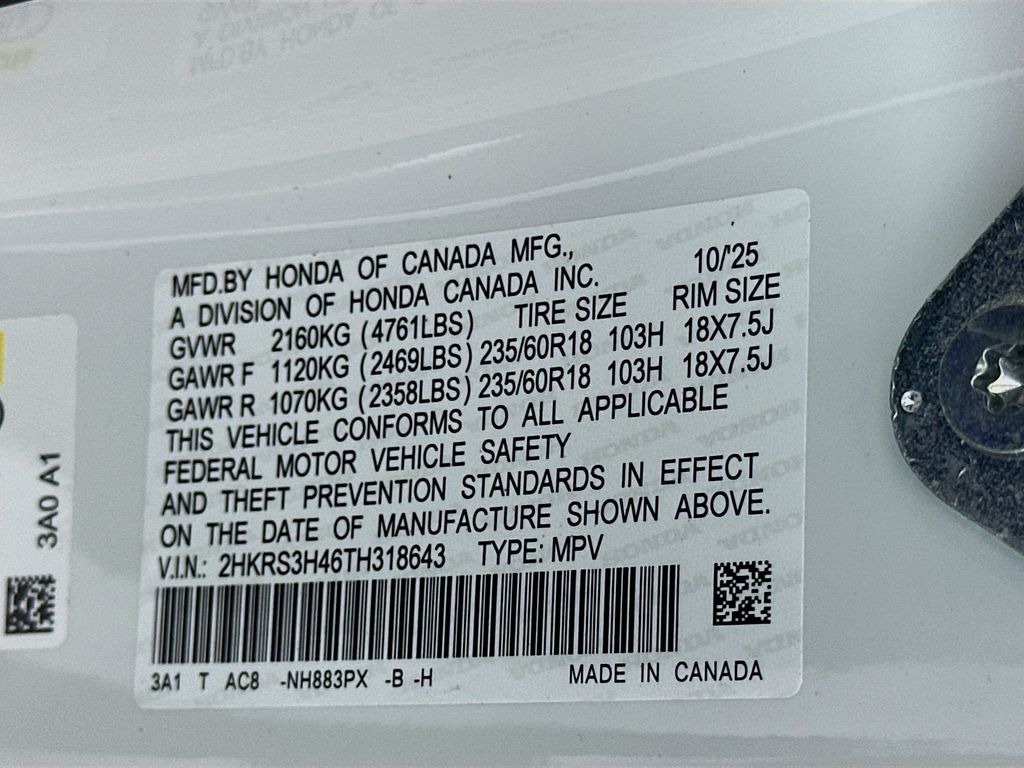 MFD.BY HONDA OF CANADA MFG., 10/'25
A DIVISION OF HONDA CANADA INC.
GVWR 2160KG (4761LBS) TIRE SIZE RIM SIZE
GAWR F 1120KG (2469LBS) 235/60R18 103H 18X7.5J
GAWR R 1070KG (2358LBS) 235/60R18 103H 18X7.5J
THIS VEHICLE CONFORMS TO ALL APPLICABLE
FEDERAL MOTOR VEHICLE SAFETY
AND THEFT PREVENTION STANDARDS IN EFFECT
ON THE DATE OF MANUFACTURE SHOWN ABOVE.
V.I.N.: 2HKRS3H46TH318643 TYPE: MPV
3A1 T AC8 -NH883PX -B -H MADE IN CANADA
3A0 A1